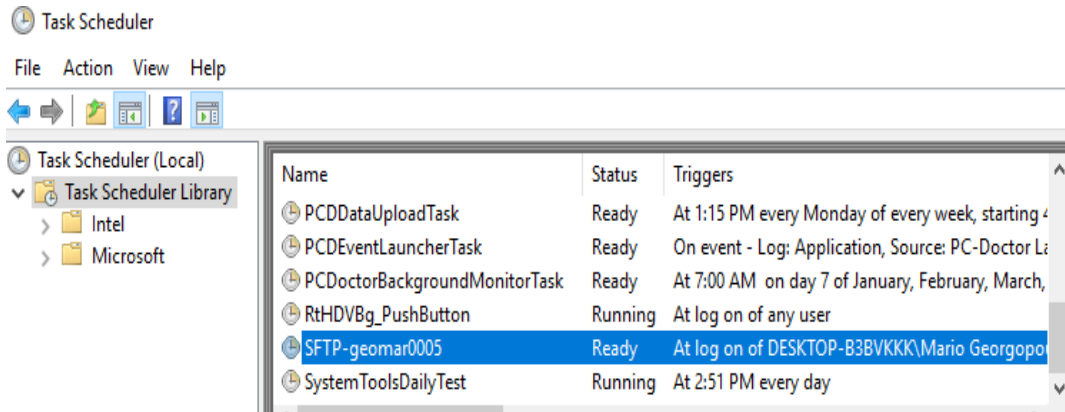 Task Scheduler
File Action View Help
Task Scheduler (Local)
Task Scheduler Library
Intel
Microsoft
Name Status Triggers
PCDDataUploadTask Ready At 1:15 PM every Monday of every week, starting
PCDEventLauncherTask Ready On event - Log: Application, Source: PC-Doctor
PCDoctorBackgroundMonitorTask Ready At 7:00 AM on day 7 of January, February, March,
RtHDVBg_PushButton Running At log on of any user
SFTP-geomar0005 Ready At log on of DESKTOP-B3BVKKK\Mario
SystemToolsDailyTest Running At 2:51 PM every day